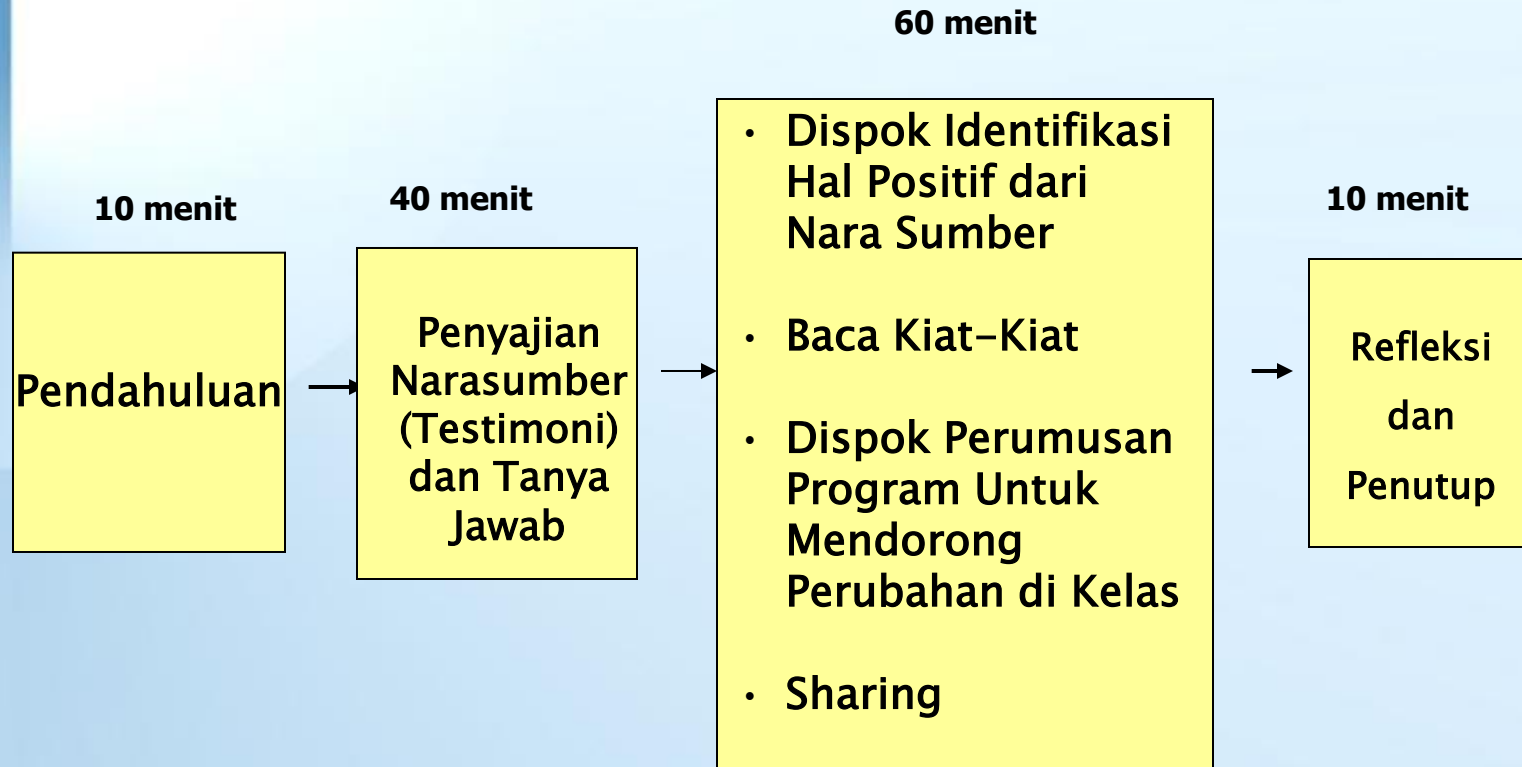 10 menit
Pendahuluan
40 menit
Penyajian
Narasumber
(Testimoni)
dan Tanya
Jawab
60 menit
• Dispok Identifikasi
Hal Positif dari
Nara Sumber
• Baca Kiat-Kiat
• Dispok Perumusan
Program Untuk
Mendorong
Perubahan di Kelas
• Sharing
10 menit
Refleksi
dan
Penutup